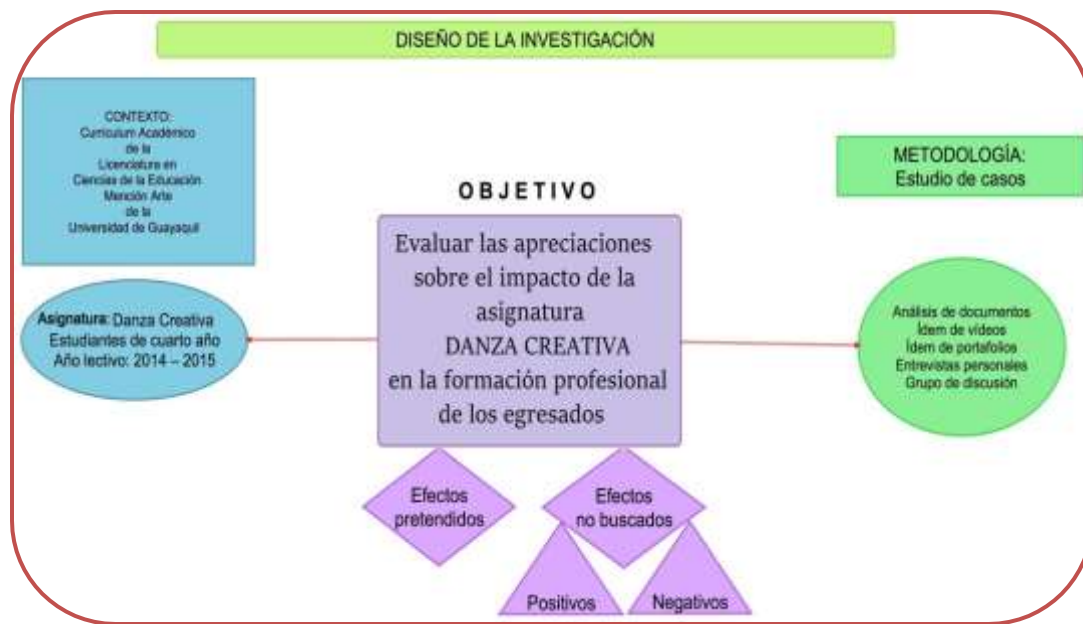 DISEÑO DE LA INVESTIGACIÓN
CONTEXTO:
Curriculum Académico
de la
Licenciatura en
Ciencias de la Educación
Mención Arte
de la
Universidad de Guayaquil
Asignatura: Danza Creativa
Estudiantes de cuarto año
Año lectivo: 2014 – 2015
OBJETIVO
Evaluar las apreciaciones
sobre el impacto de la
asignatura
DANZA CREATIVA
en la formación profesional
de los egresados
METODOLOGÍA:
Estudio de casos
Análisis de documentos
Ídem de vídeos
Ídem de portafolios
Entrevistas personales
Grupo de discusión
Efectos
pretendidos
Efectos
no buscados
Positivos
Negativos